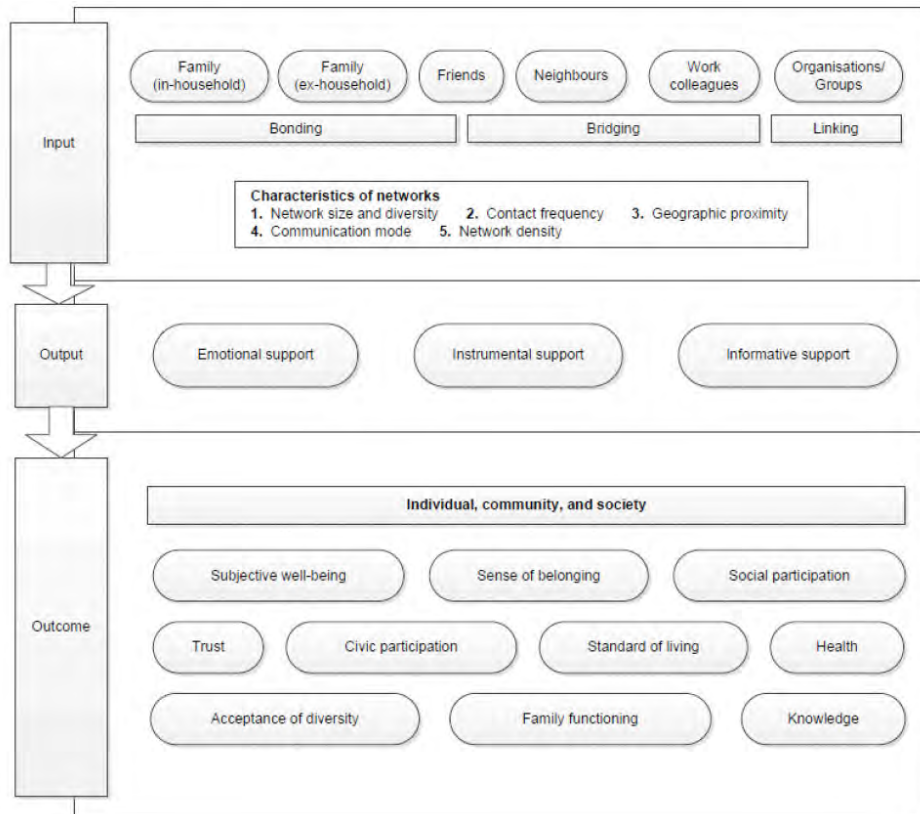 Input
Family
(in-household)
Family
(ex-household)
Friends
Neighbours
Work
colleagues
Organisations/
Groups
Bonding
Bridging
Linking
Characteristics of networks
1. Network size and diversity 2. Contact frequency 3. Geographic proximity
4. Communication mode 5. Network density
Output
Emotional support
Instrumental support
Informative support
Outcome
Individual, community, and society
Subjective well-being
Sense of belonging
Social participation
Trust
Civic participation
Standard of living
Health
Acceptance of diversity
Family functioning
Knowledge